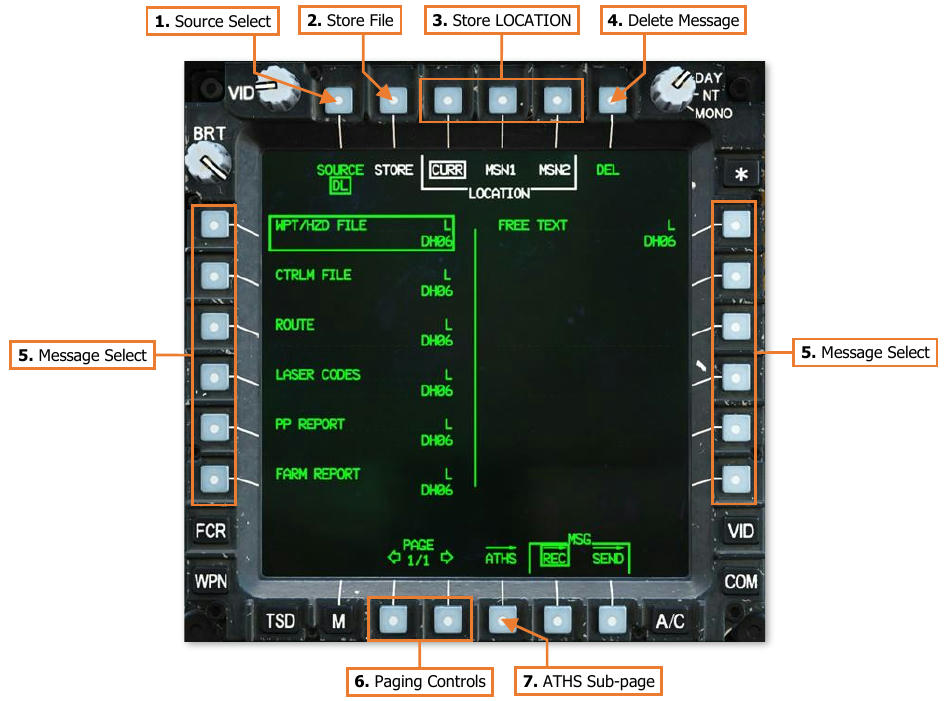 1. Source Select
2. Store File
3. Store LOCATION
4. Delete Message
VID
DAY
NT
MONO
BRT
SOURCE
DL
STORE
CURR
MSN1
MSN2
LOCATION
DEL
*
WPT/HZD FILE L
DH06
FREE TEXT L
DH06
CTRLM FILE L
DH06
ROUTE L
DH06
5. Message Select
5. Message Select
LASER CODES L
DH06
PP REPORT L
DH06
FARM REPORT L
DH06
FCR
VID
PAGE
1/1
ATHS
MSG
REC
SEND
WPN
COM
TSD
M
A/C
6. Paging Controls
7. ATHS Sub-page